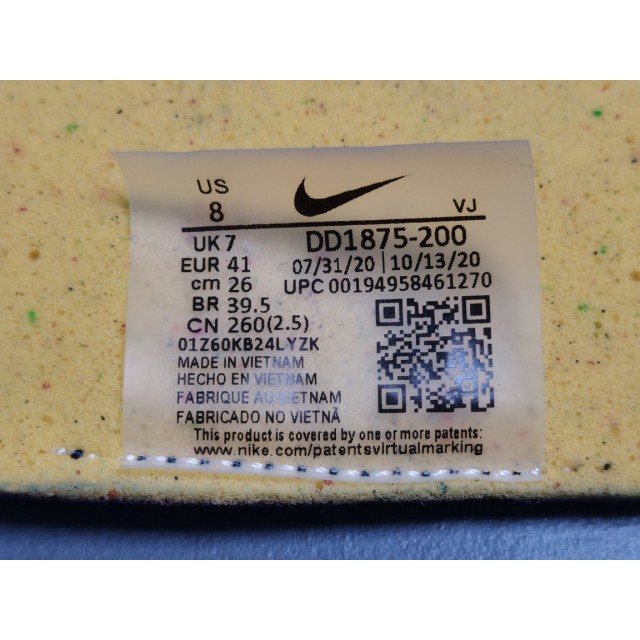 US
8
VJ
UK 7
DD1875-200
EUR 41
07/31/20 | 10/13/20
cm 26
UPC 00194958461270
BR 39.5
CN 260(2.5)
01Z60KB24LYZK
MADE IN VIETNAM
HECHO EN VIETNAM
FABRIQUE AU VIETNAM
FABRICADO NO VIETNÃ
This product is covered by one or more patents:
www.nike.com/patentsvirtualmarking